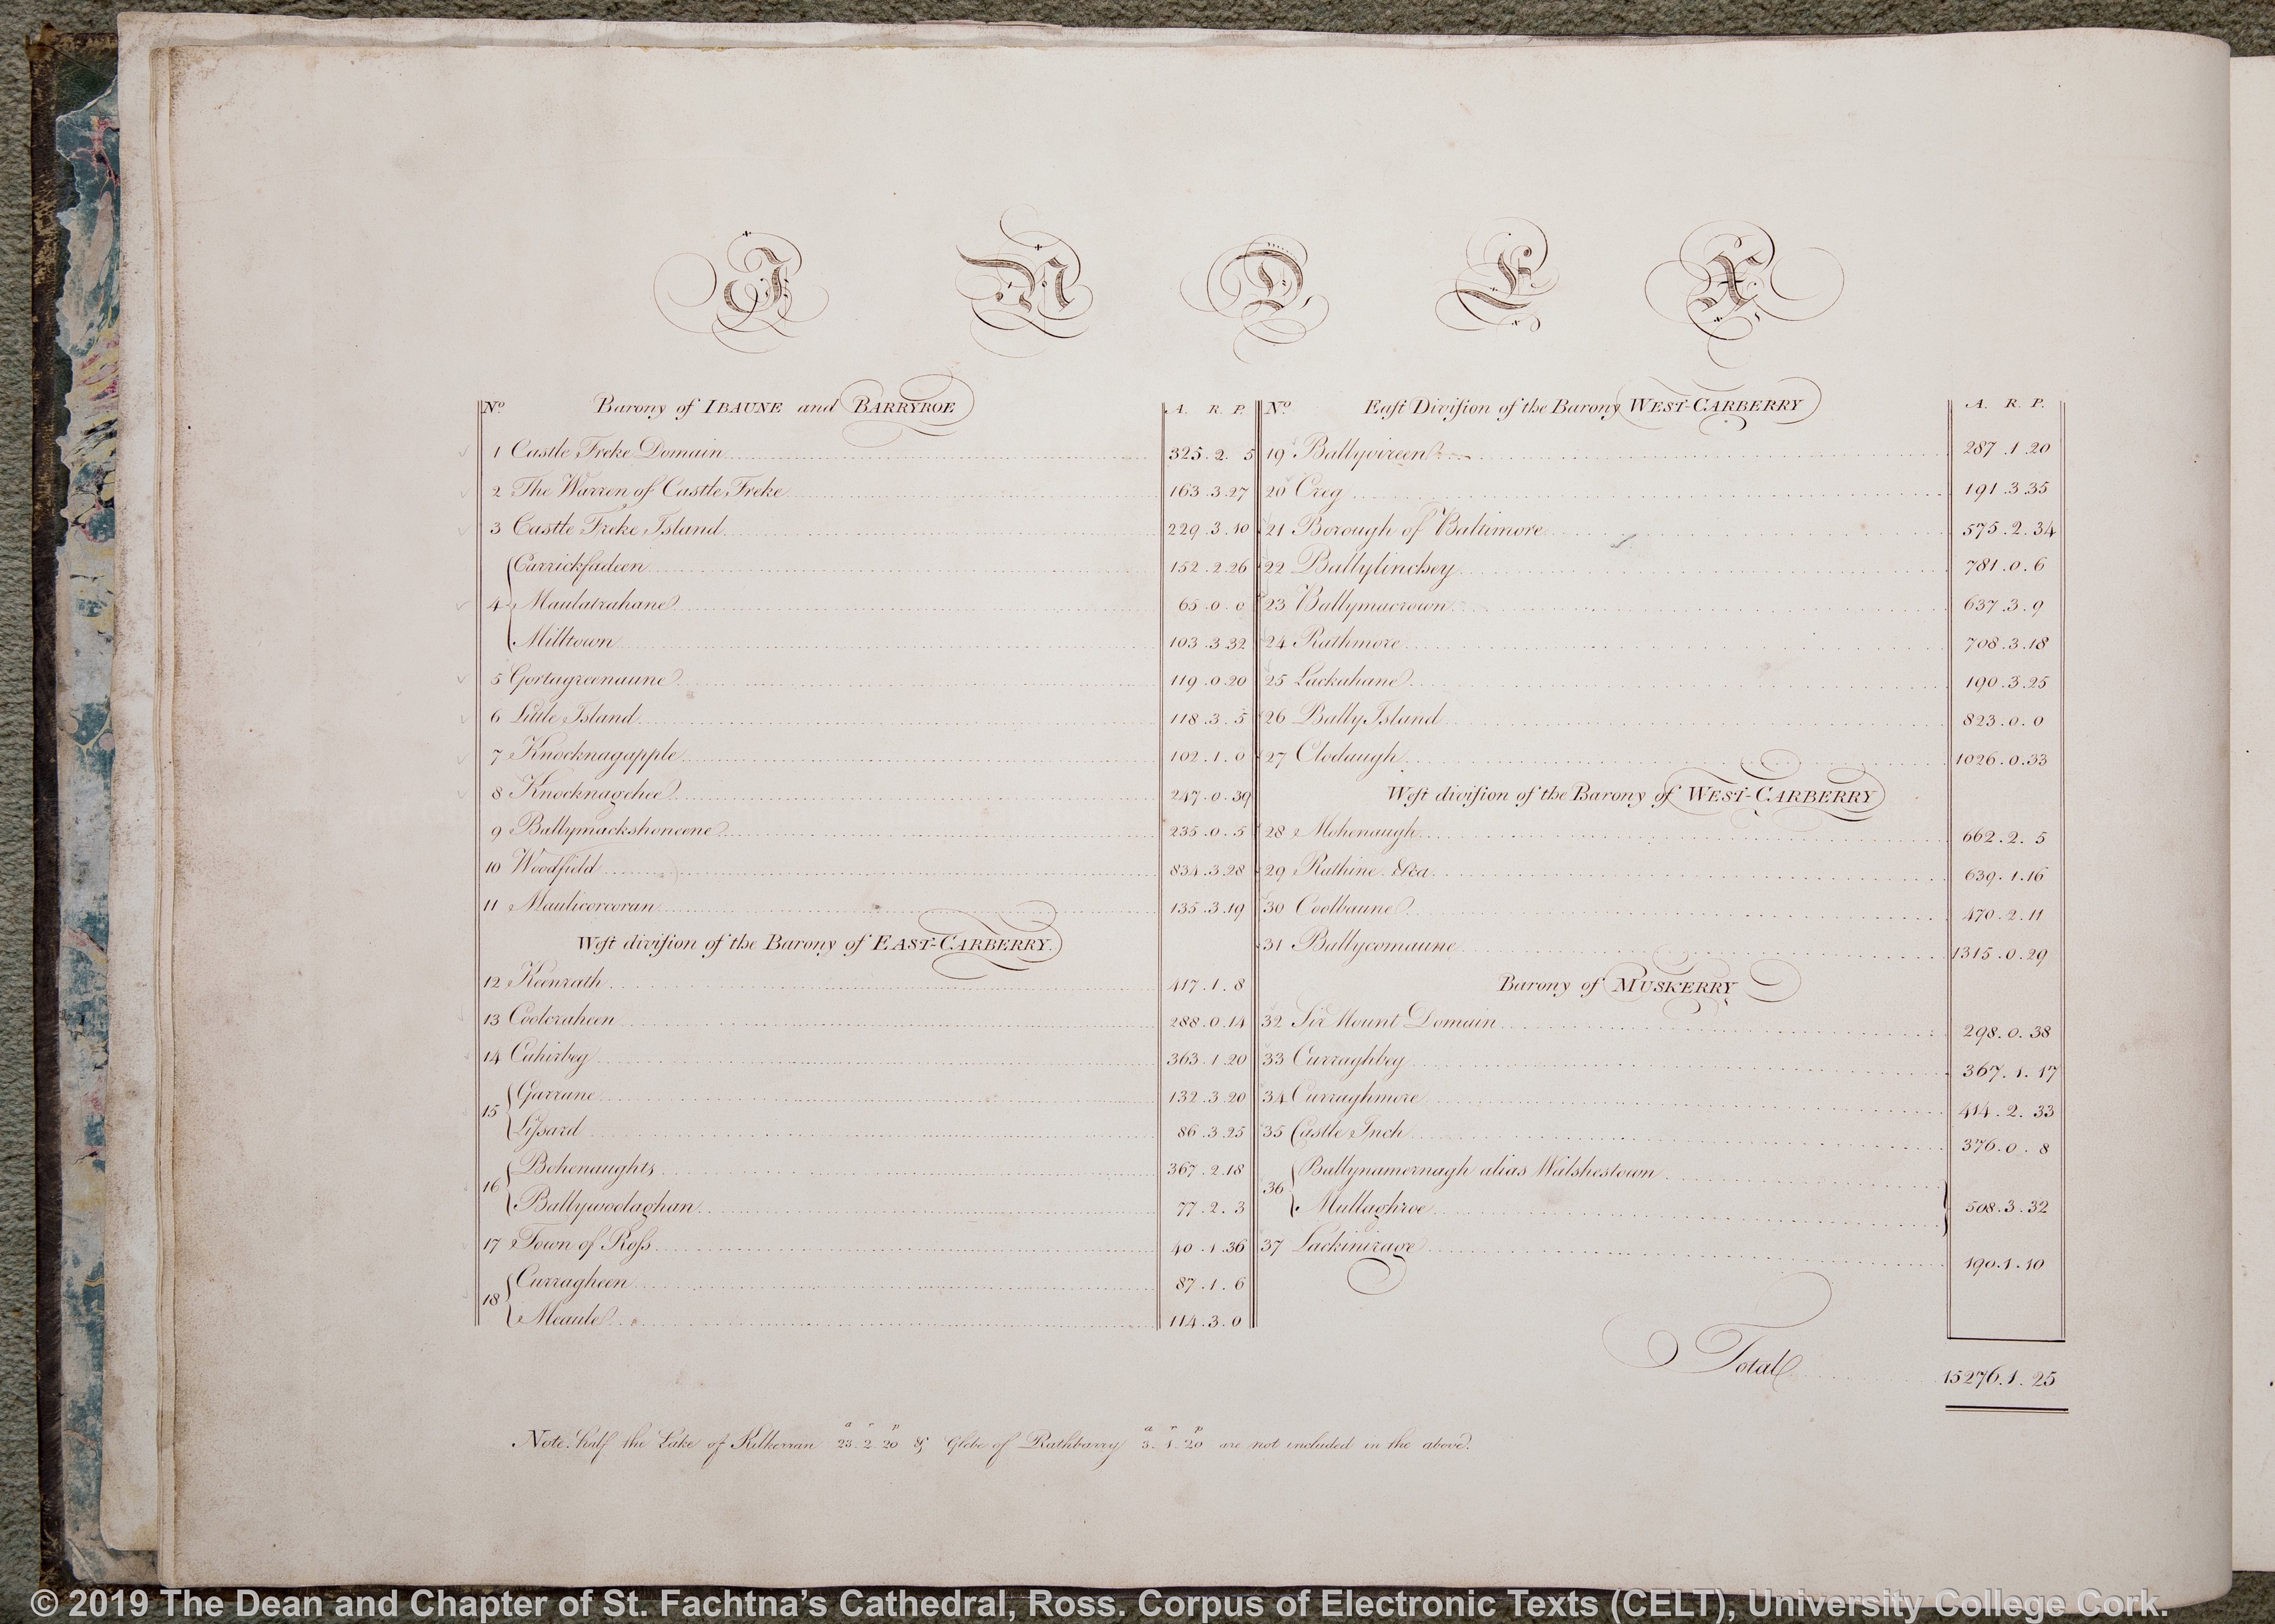 INDEX
No. Barony of IBAUNE and BARRYROE A. R. P.
1 Castle Freke Domain 325. 2. 5
2 The Warren of Castle Freke 163. 3. 27
3 Castle Freke Island 229. 3. 10
Carrickfadeen 152. 2. 26
4 Maulatrahane 65. 0. 0
Milltown 103. 3. 32
5 Gortagreenaune 119. 0. 20
6 Little Island 118. 3. 5
7 Knocknagapple 102. 1. 0
8 Knocknagehee 247. 0. 39
9 Ballymackshoneene 235. 0. 5
10 Woodfield 834. 3. 28
11 Maulicorcoran 135. 3. 19
West division of the Barony of EAST-CARBERRY.
12 Keenrath 417. 1. 8
13 Coolcraheen 288. 0. 14
14 Cahirbeg 363. 1. 20
15 Garrane 132. 3. 20
Lissard 86. 3. 25
16 Bohenaughts 367. 2. 18
Ballywoolaghan 77. 2. 3
17 Town of Ross 40. 1. 36
18 Curragheen 87. 1. 6
Meaule 114. 3. 0
No. East Division of the Barony WEST-CARBERRY A. R. P.
19 Ballyvireen 287. 1. 20
20 Creg 191. 3. 35
21 Borough of Baltimore 575. 2. 34
22 Ballylinchey 781. 0. 6
23 Ballymacrown 637. 3. 9
24 Rathmore 708. 3. 18
25 Lackahane 190. 3. 25
26 Bally Island 823. 0. 0
27 Clodaugh 1026. 0. 33
West division of the Barony of WEST-CARBERRY
28 Mohenaugh 662. 2. 5
29 Rathine &ca. 639. 1. 16
30 Coolbaune 470. 2. 11
31 Ballycomaune 1315. 0. 29
Barony of MUSKERRY
32 Sir Mount Domain 298. 0. 38
33 Curraghbeg 367. 1. 17
34 Curraghmore 414. 2. 33
35 Castle Inch 376. 0. 8
36 Ballynamornagh alias Walshestown
Mullaghroe 508. 3. 32
37 Lackinirage 190. 1. 10
Total 15276. 1. 25
Note. half the Lake of Kilkerran 23a. 2r. 20p & Glebe of Rathbarry 3a. 1r. 20p are not included in the above.
© 2019 The Dean and Chapter of St. Fachtna's Cathedral, Ross. Corpus of Electronic Texts (CELT), University College Cork.